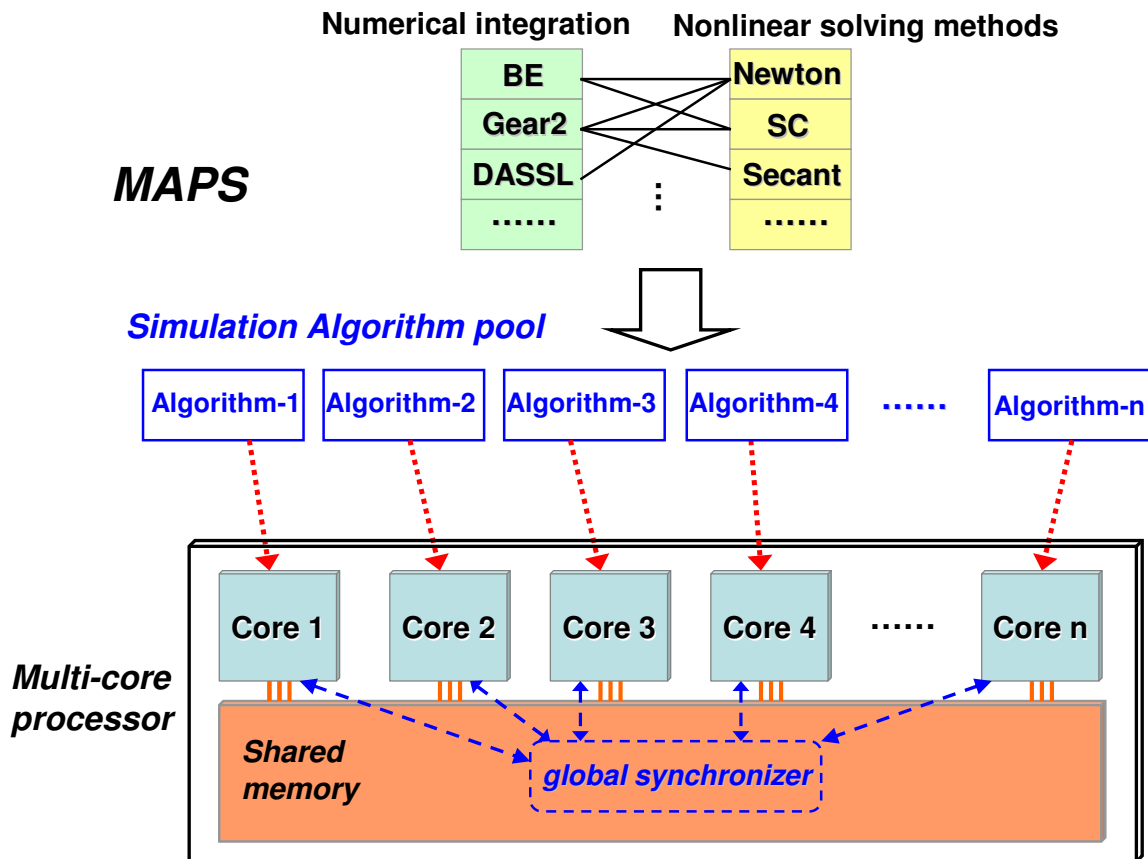 Numerical integration
Nonlinear solving methods
BE
Gear2
DASSL
......
Newton
SC
Secant
......
...
MAPS
Simulation Algorithm pool
Algorithm-1
Algorithm-2
Algorithm-3
Algorithm-4
......
Algorithm-n
Core 1
Core 2
Core 3
Core 4
......
Core n
Multi-core
processor
Shared
memory
global synchronizer